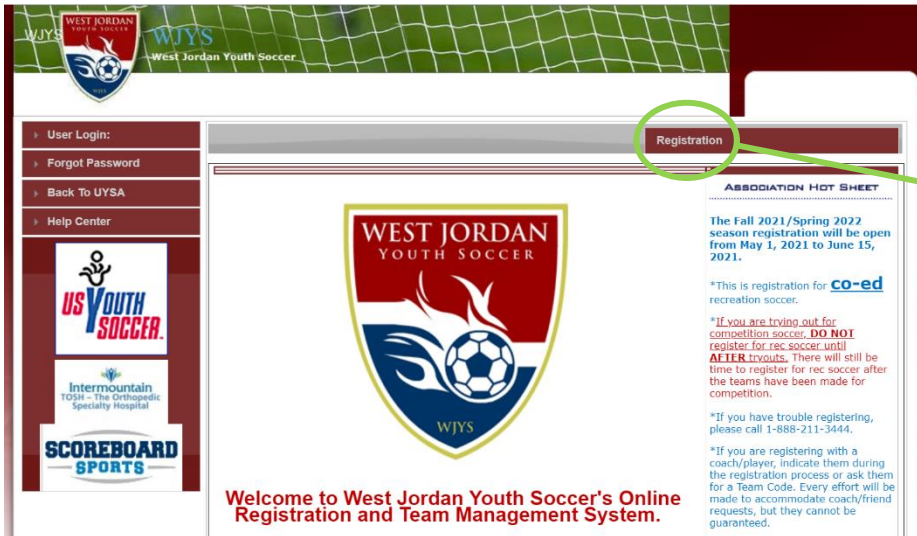 WJYS
WEST JORDAN
YOUTH SOCCER
WJYS
WJYS
West Jordan Youth Soccer
User Login:
Forgot Password
Back To UYSA
Help Center
US YOUTH
SOCCER.
Intermountain
TOSH – The Orthopedic
Specialty Hospital
SCOREBOARD
SPORTS
Registration
WEST JORDAN
YOUTH SOCCER
WJYS
Welcome to West Jordan Youth Soccer's Online
Registration and Team Management System.
ASSOCIATION HOT SHEET
The Fall 2021/Spring 2022
season registration will be open
from May 1, 2021 to June 15,
2021.
*This is registration for co-ed
recreation soccer.
*If you are trying out for
competition soccer, DO NOT
register for rec soccer until
AFTER tryouts. There will still be
time to register for rec soccer after
the teams have been made for
competition.
*If you have trouble registering,
please call 1-888-211-3444.
*If you are registering with a
coach/player, indicate them during
the registration process or ask them
for a Team Code. Every effort will be
made to accommodate coach/friend
requests, but they cannot be
guaranteed.